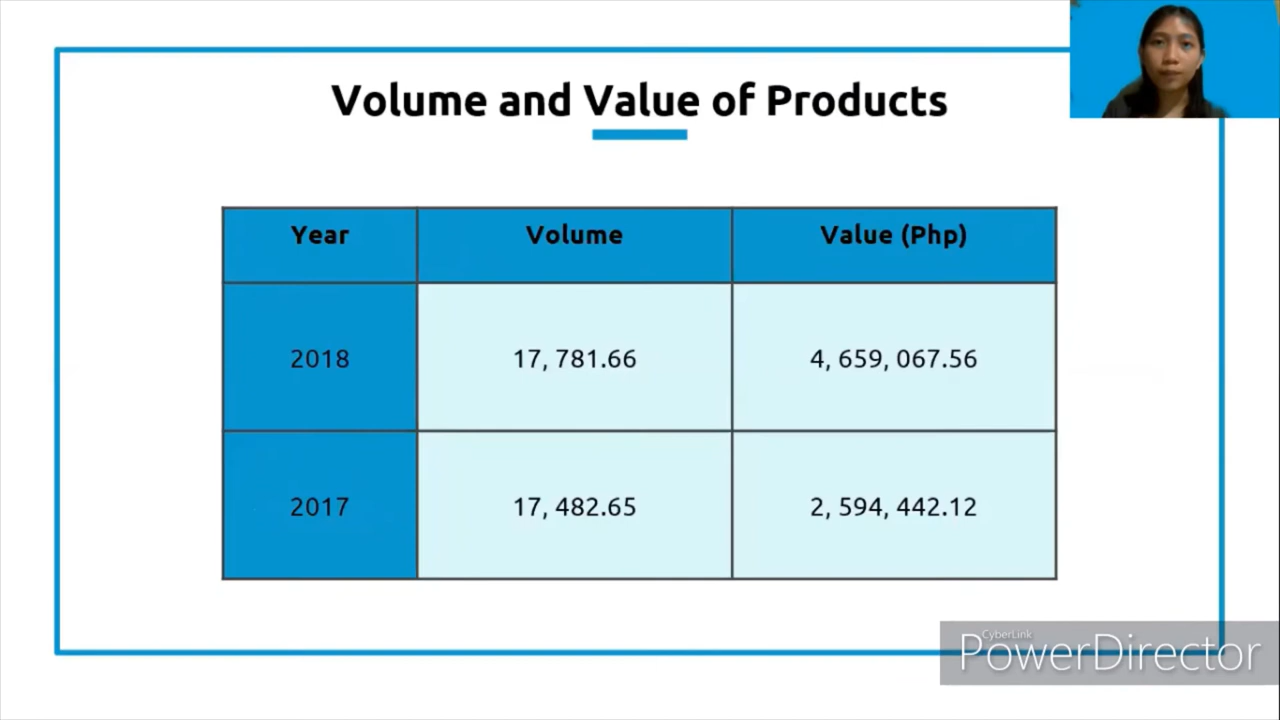 Volume and Value of Products
Year Volume Value (Php)
2018 17, 781.66 4, 659, 067.56
2017 17, 482.65 2, 594, 442.12
CyberLink
PowerDirector